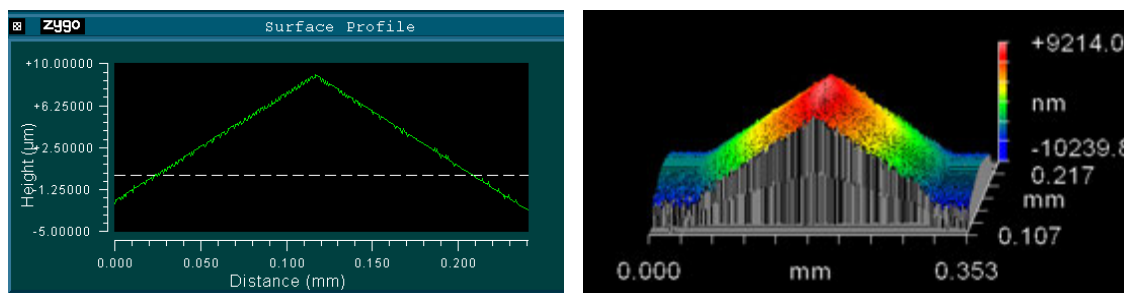 zygo Surface Profile
+10.00000
+6.25000
+2.50000
1.25000
-5.00000
Height (µm)
0.000 0.050 0.100 0.150 0.200
Distance (mm)
+9214.0
nm
-10239.8
0.217
mm
0.107
0.000 mm 0.353